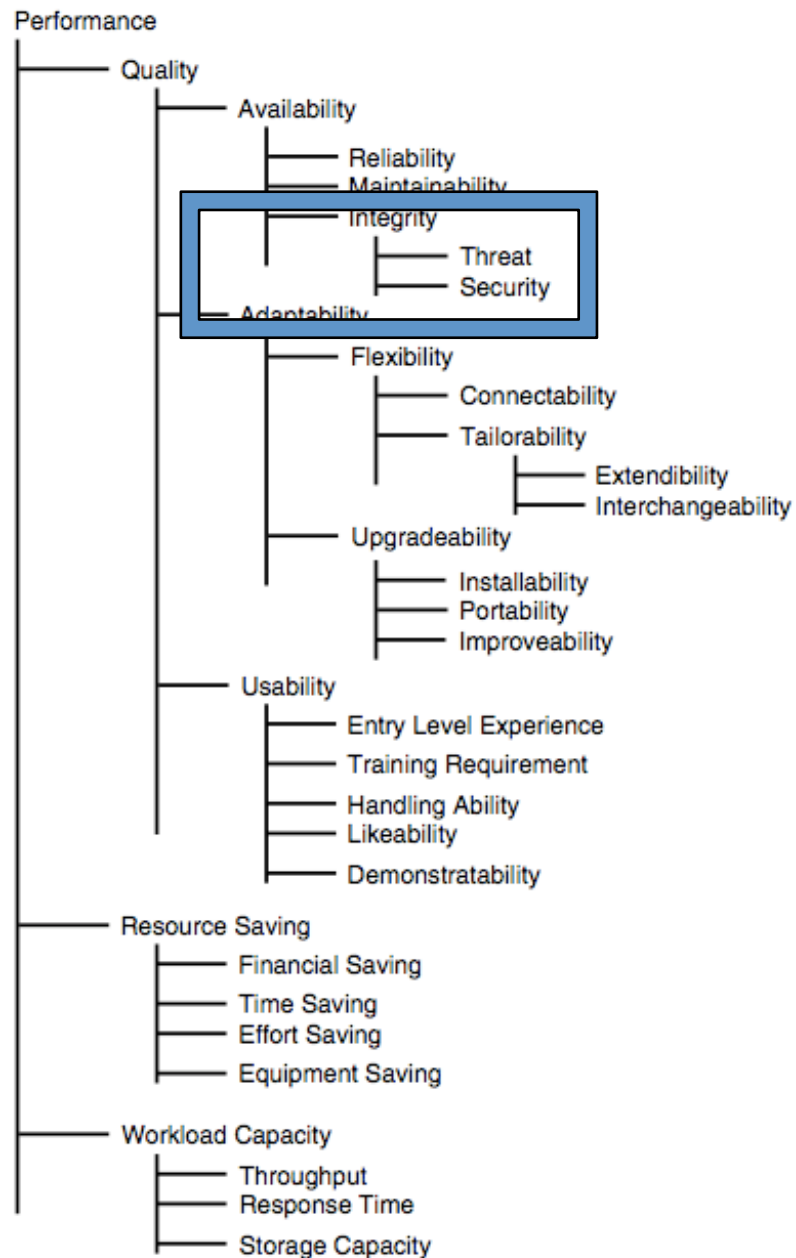 Performance
Quality
Availability
Reliability
Maintainability
Integrity
Threat
Security
Adaptability
Flexibility
Connectability
Tailorability
Extendibility
Interchangeability
Upgradeability
Installability
Portability
Improveability
Usability
Entry Level Experience
Training Requirement
Handling Ability
Likeability
Demonstratability
Resource Saving
Financial Saving
Time Saving
Effort Saving
Equipment Saving
Workload Capacity
Throughput
Response Time
Storage Capacity